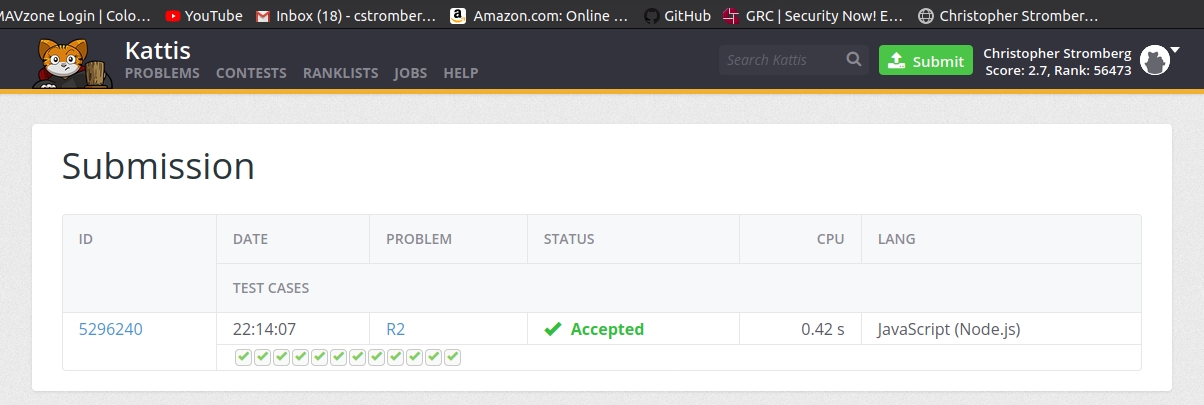 MAVzone Login | Colo… YouTube Inbox (18) - cstromber… Amazon.com: Online … GitHub GRC | Security Now! E… Christopher Stromber…
Kattis
PROBLEMS CONTESTS RANKLISTS JOBS HELP
Search Kattis
Submit
Christopher Stromberg
Score: 2.7, Rank: 56473
Submission
ID DATE PROBLEM STATUS CPU LANG
TEST CASES
5296240 22:14:07 R2 Accepted 0.42 s JavaScript (Node.js)